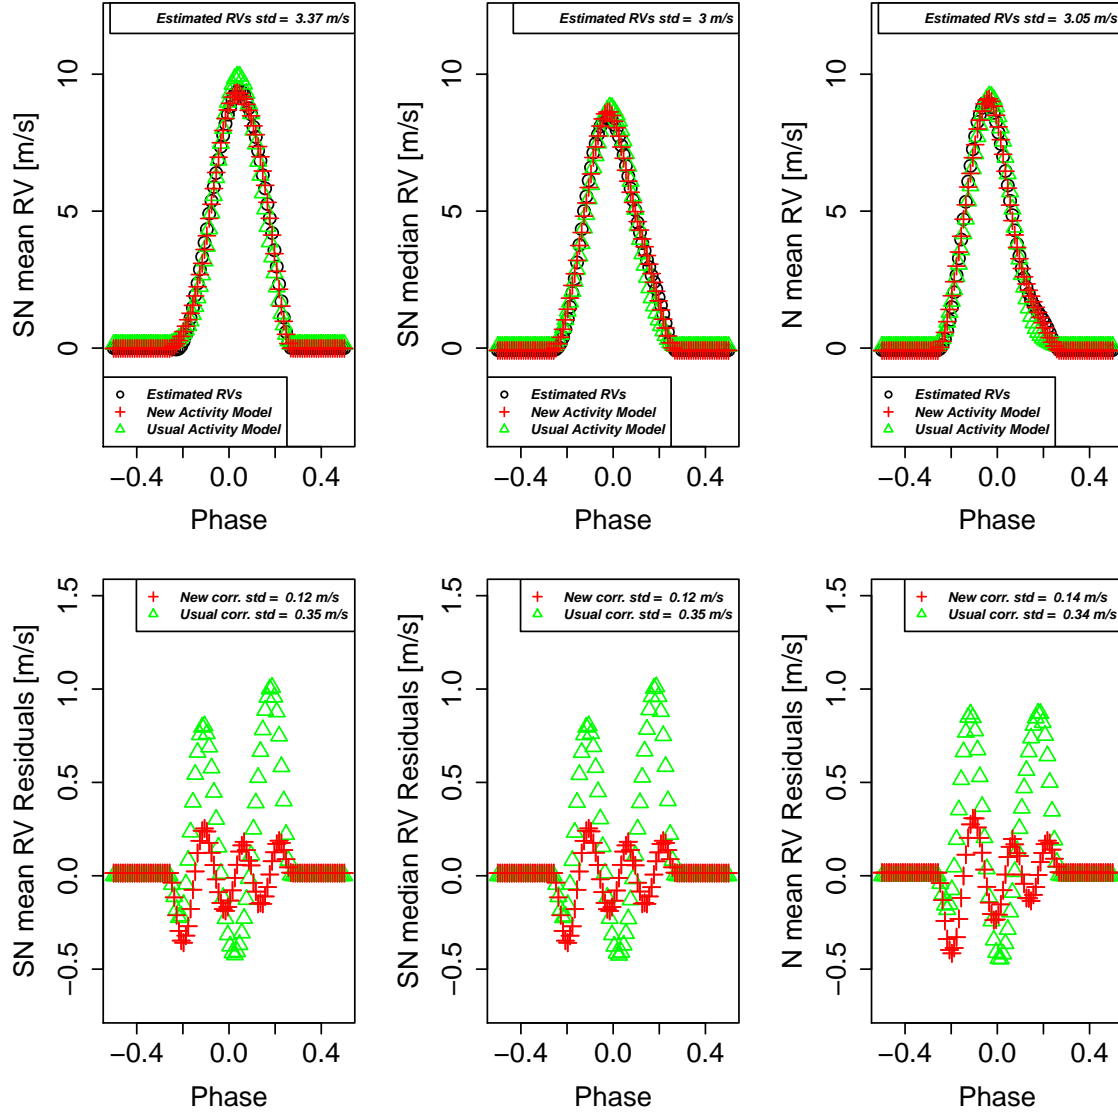 Estimated RVs std = 3.37 m/s
SN mean RV [m/s]
10
5
0
Estimated RVs
New Activity Model
Usual Activity Model
−0.4 0.0 0.4
Phase
Estimated RVs std = 3 m/s
SN median RV [m/s]
10
5
0
Estimated RVs
New Activity Model
Usual Activity Model
−0.4 0.0 0.4
Phase
Estimated RVs std = 3.05 m/s
N mean RV [m/s]
10
5
0
Estimated RVs
New Activity Model
Usual Activity Model
−0.4 0.0 0.4
Phase
New corr. std = 0.12 m/s
Usual corr. std = 0.35 m/s
SN mean RV Residuals [m/s]
1.5
1.0
0.5
0.0
−0.5
−0.4 0.0 0.4
Phase
New corr. std = 0.12 m/s
Usual corr. std = 0.35 m/s
SN median RV Residuals [m/s]
1.5
1.0
0.5
0.0
−0.5
−0.4 0.0 0.4
Phase
New corr. std = 0.14 m/s
Usual corr. std = 0.34 m/s
N mean RV Residuals [m/s]
1.5
1.0
0.5
0.0
−0.5
−0.4 0.0 0.4
Phase